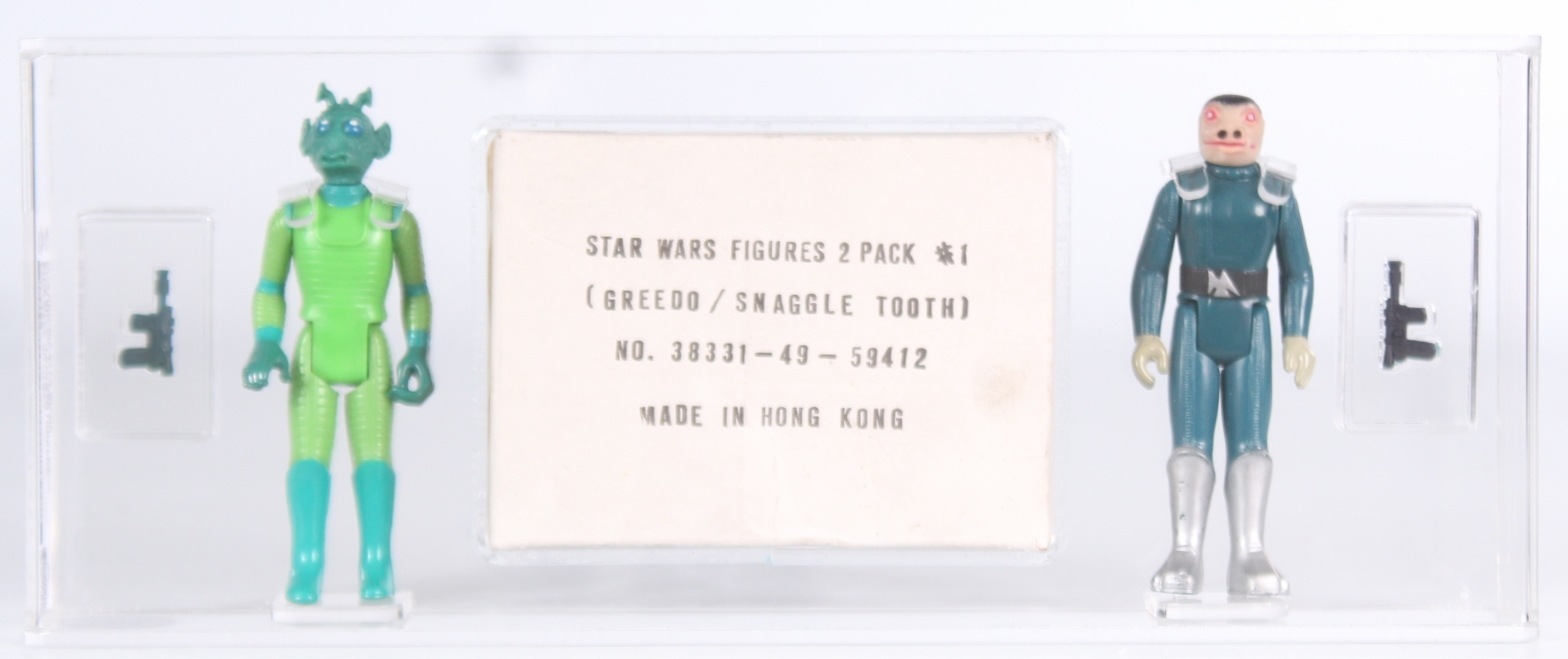 STAR WARS FIGURES 2 PACK #1
(GREEDO / SNAGGLE TOOTH)
NO. 38331-49-59412
MADE IN HONG KONG